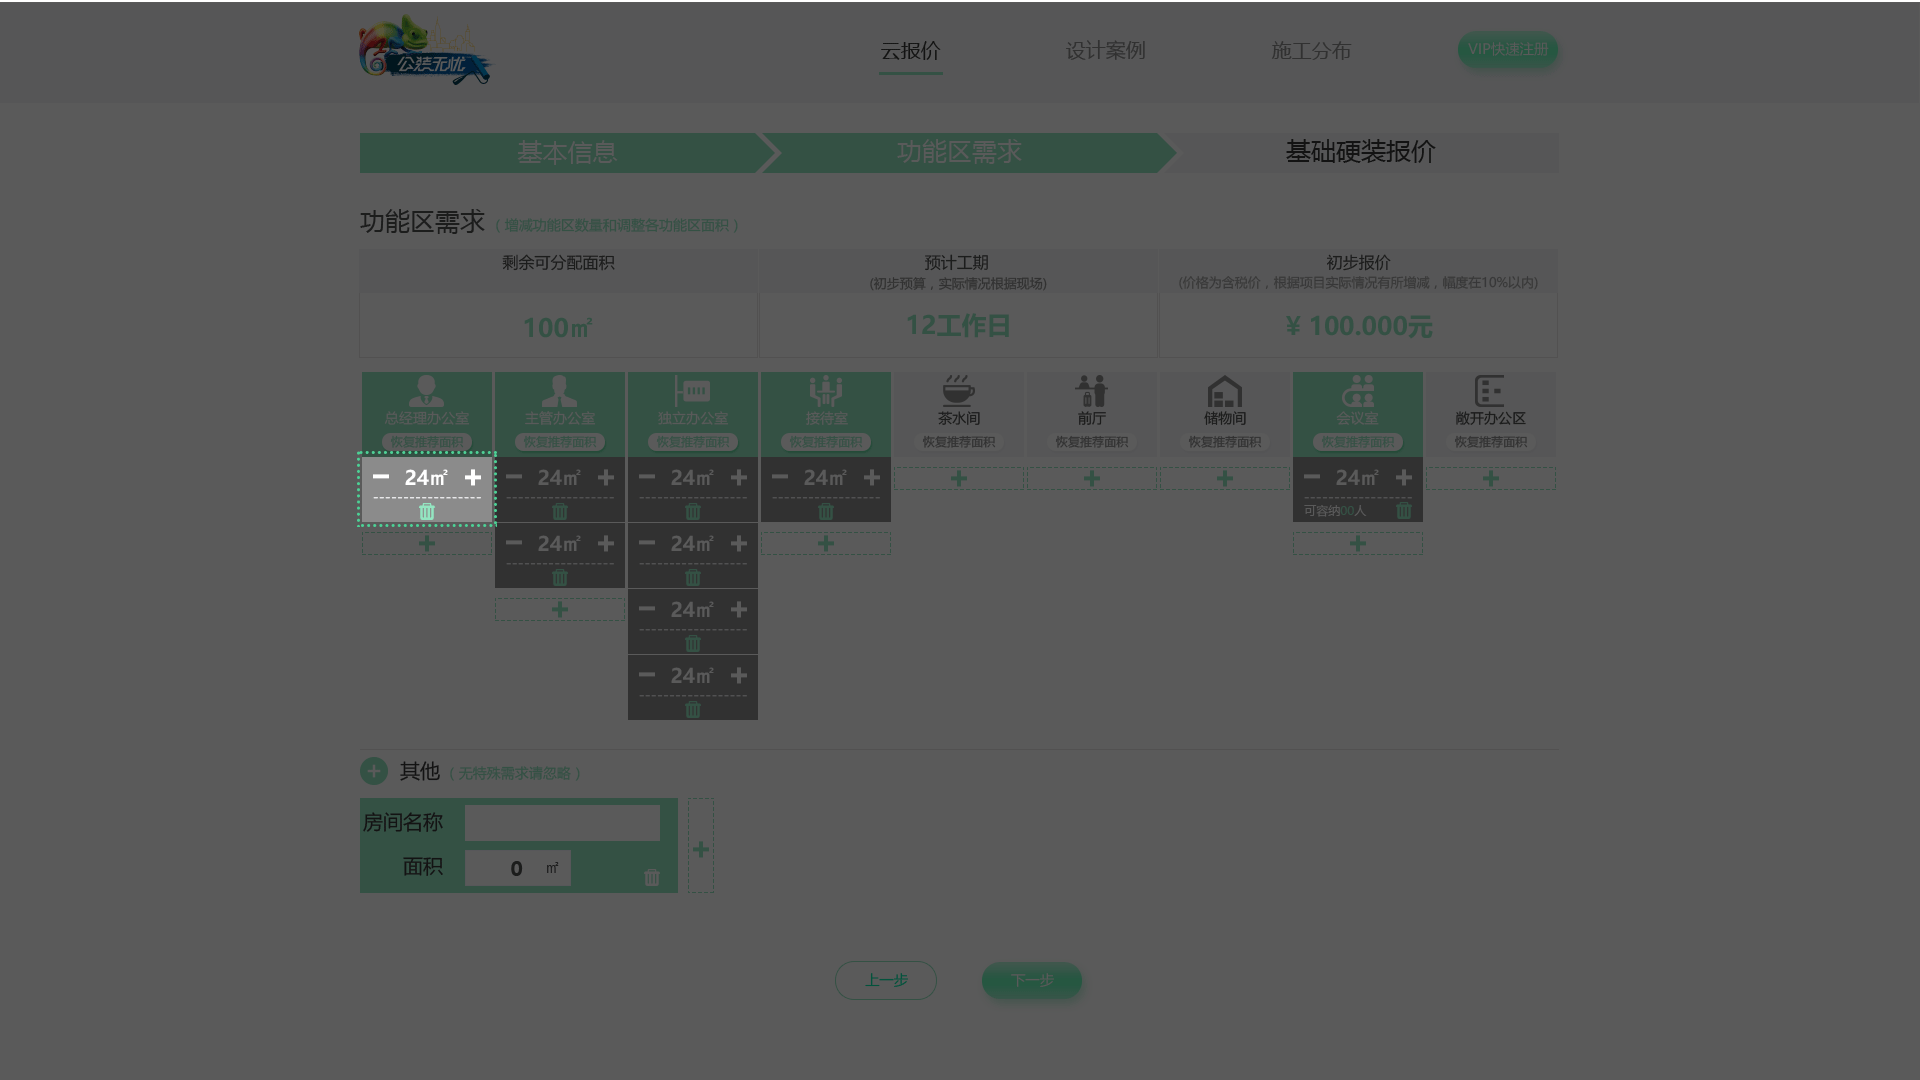 公装无忧
云报价 设计案例 施工分布 VIP快速注册
基本信息 功能区需求 基础硬装报价
功能区需求 （增减功能区数量和调整各功能区面积）
剩余可分配面积 预计工期 初步报价
(初步预算，实际情况根据现场) (价格为含税价，根据项目实际情况有所增减，幅度在10%以内)
100㎡ 12工作日 ¥ 100.000元
总经理办公室 主管办公室 独立办公室 接待室 茶水间 前厅 储物间 会议室 敞开办公区
恢复推荐面积 恢复推荐面积 恢复推荐面积 恢复推荐面积 恢复推荐面积 恢复推荐面积 恢复推荐面积 恢复推荐面积 恢复推荐面积
24㎡ 24㎡ 24㎡ 24㎡ 24㎡
可容纳00人
24㎡ 24㎡
24㎡
24㎡
其他 （无特殊需求请忽略）
房间名称
面积 0 ㎡
上一步 下一步